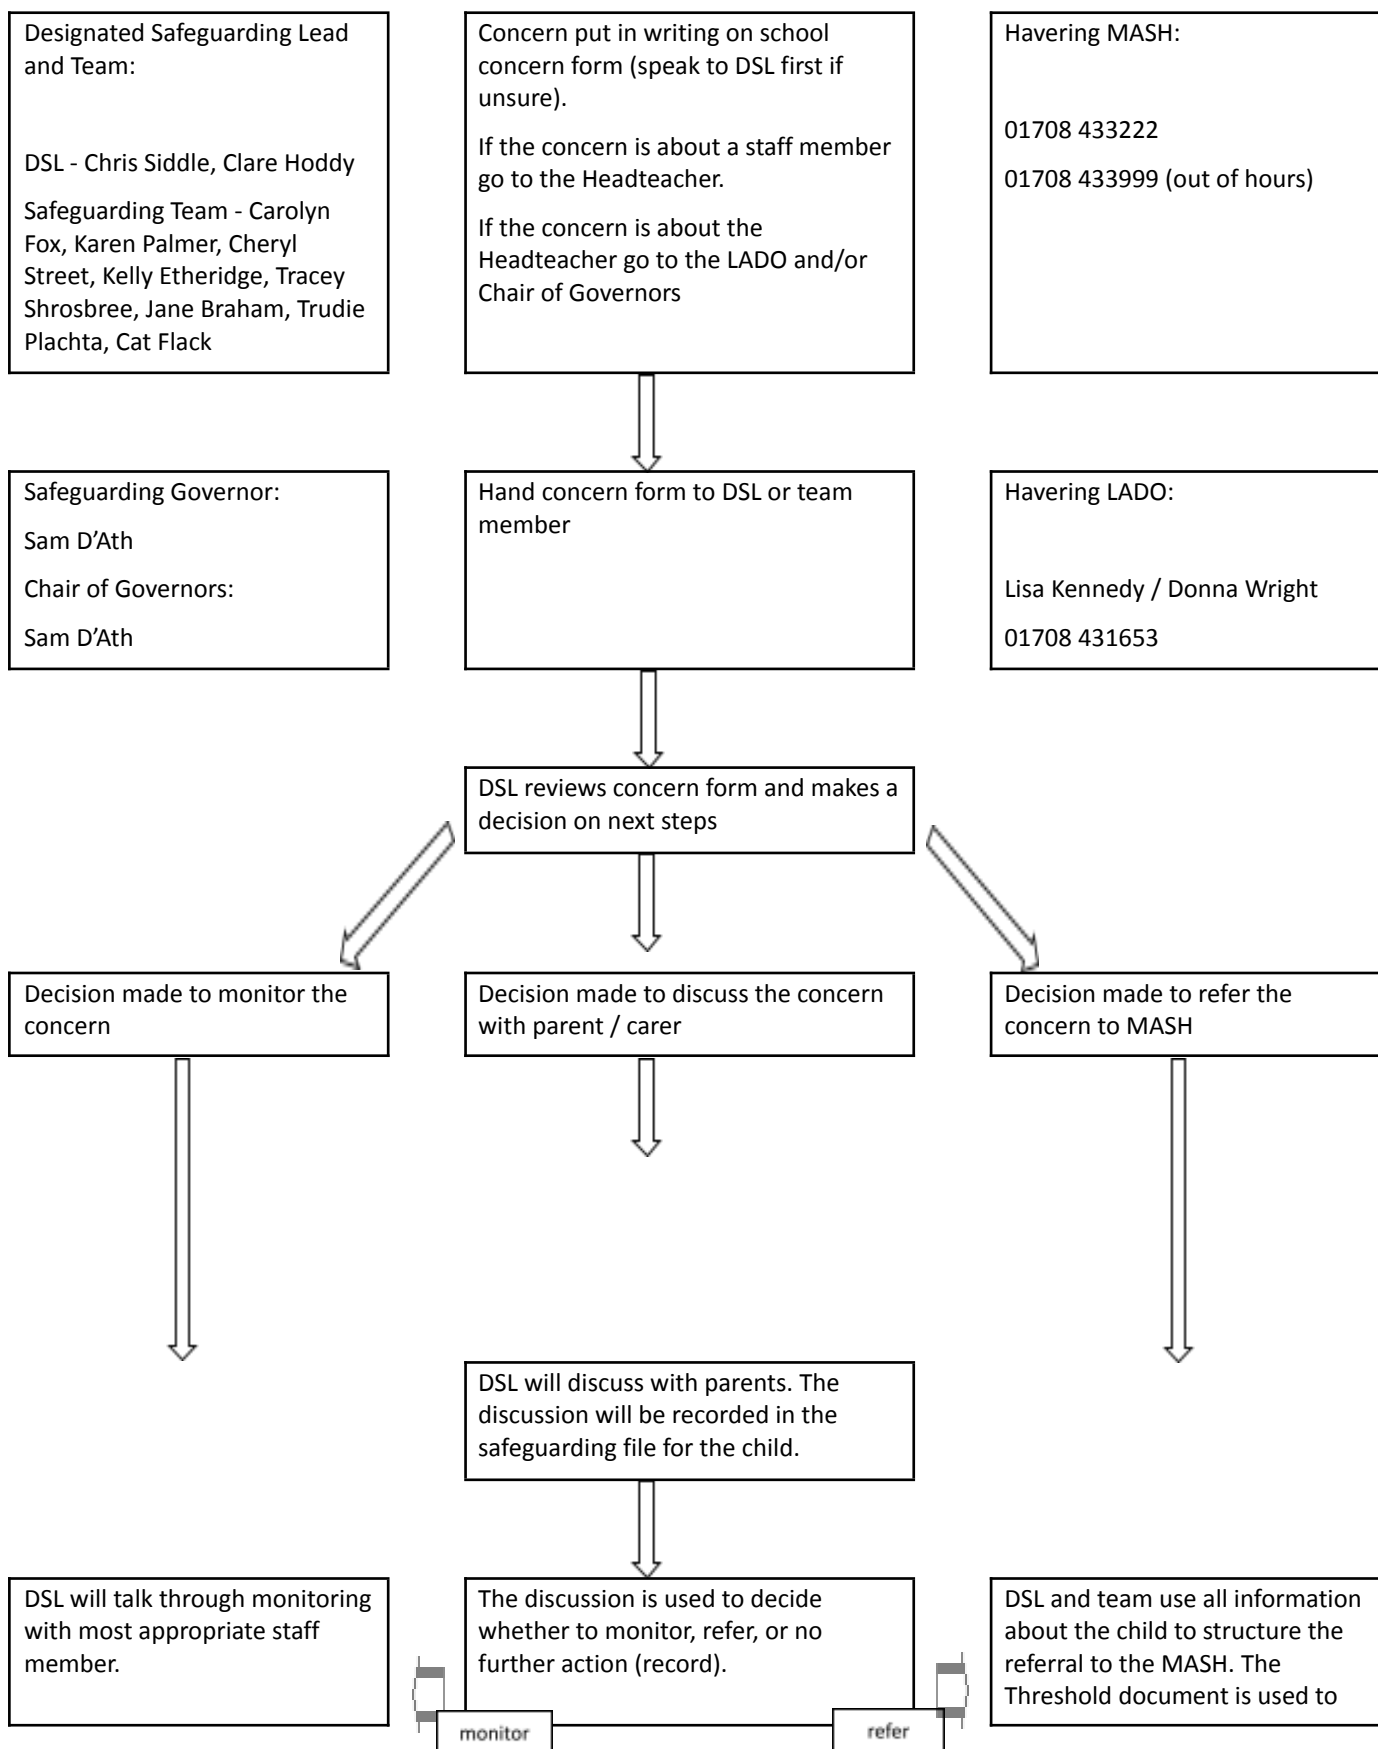 Designated Safeguarding Lead
and Team:
DSL - Chris Siddle, Clare Hoddy
Safeguarding Team - Carolyn
Fox, Karen Palmer, Cheryl
Street, Kelly Etheridge, Tracey
Shrosbree, Jane Braham, Trudie
Plachta, Cat Flack
Concern put in writing on school
concern form (speak to DSL first if
unsure).
If the concern is about a staff member
go to the Headteacher.
If the concern is about the
Headteacher go to the LADO and/or
Chair of Governors
Havering MASH:
01708 433222
01708 433999 (out of hours)
Safeguarding Governor:
Sam D’Ath
Chair of Governors:
Sam D’Ath
Hand concern form to DSL or team
member
Havering LADO:
Lisa Kennedy / Donna Wright
01708 431653
DSL reviews concern form and makes a
decision on next steps
Decision made to monitor the
concern
Decision made to discuss the concern
with parent / carer
Decision made to refer the
concern to MASH
DSL will discuss with parents. The
discussion will be recorded in the
safeguarding file for the child.
DSL will talk through monitoring
with most appropriate staff
member.
The discussion is used to decide
whether to monitor, refer, or no
further action (record).
DSL and team use all information
about the child to structure the
referral to the MASH. The
Threshold document is used to
monitor
refer